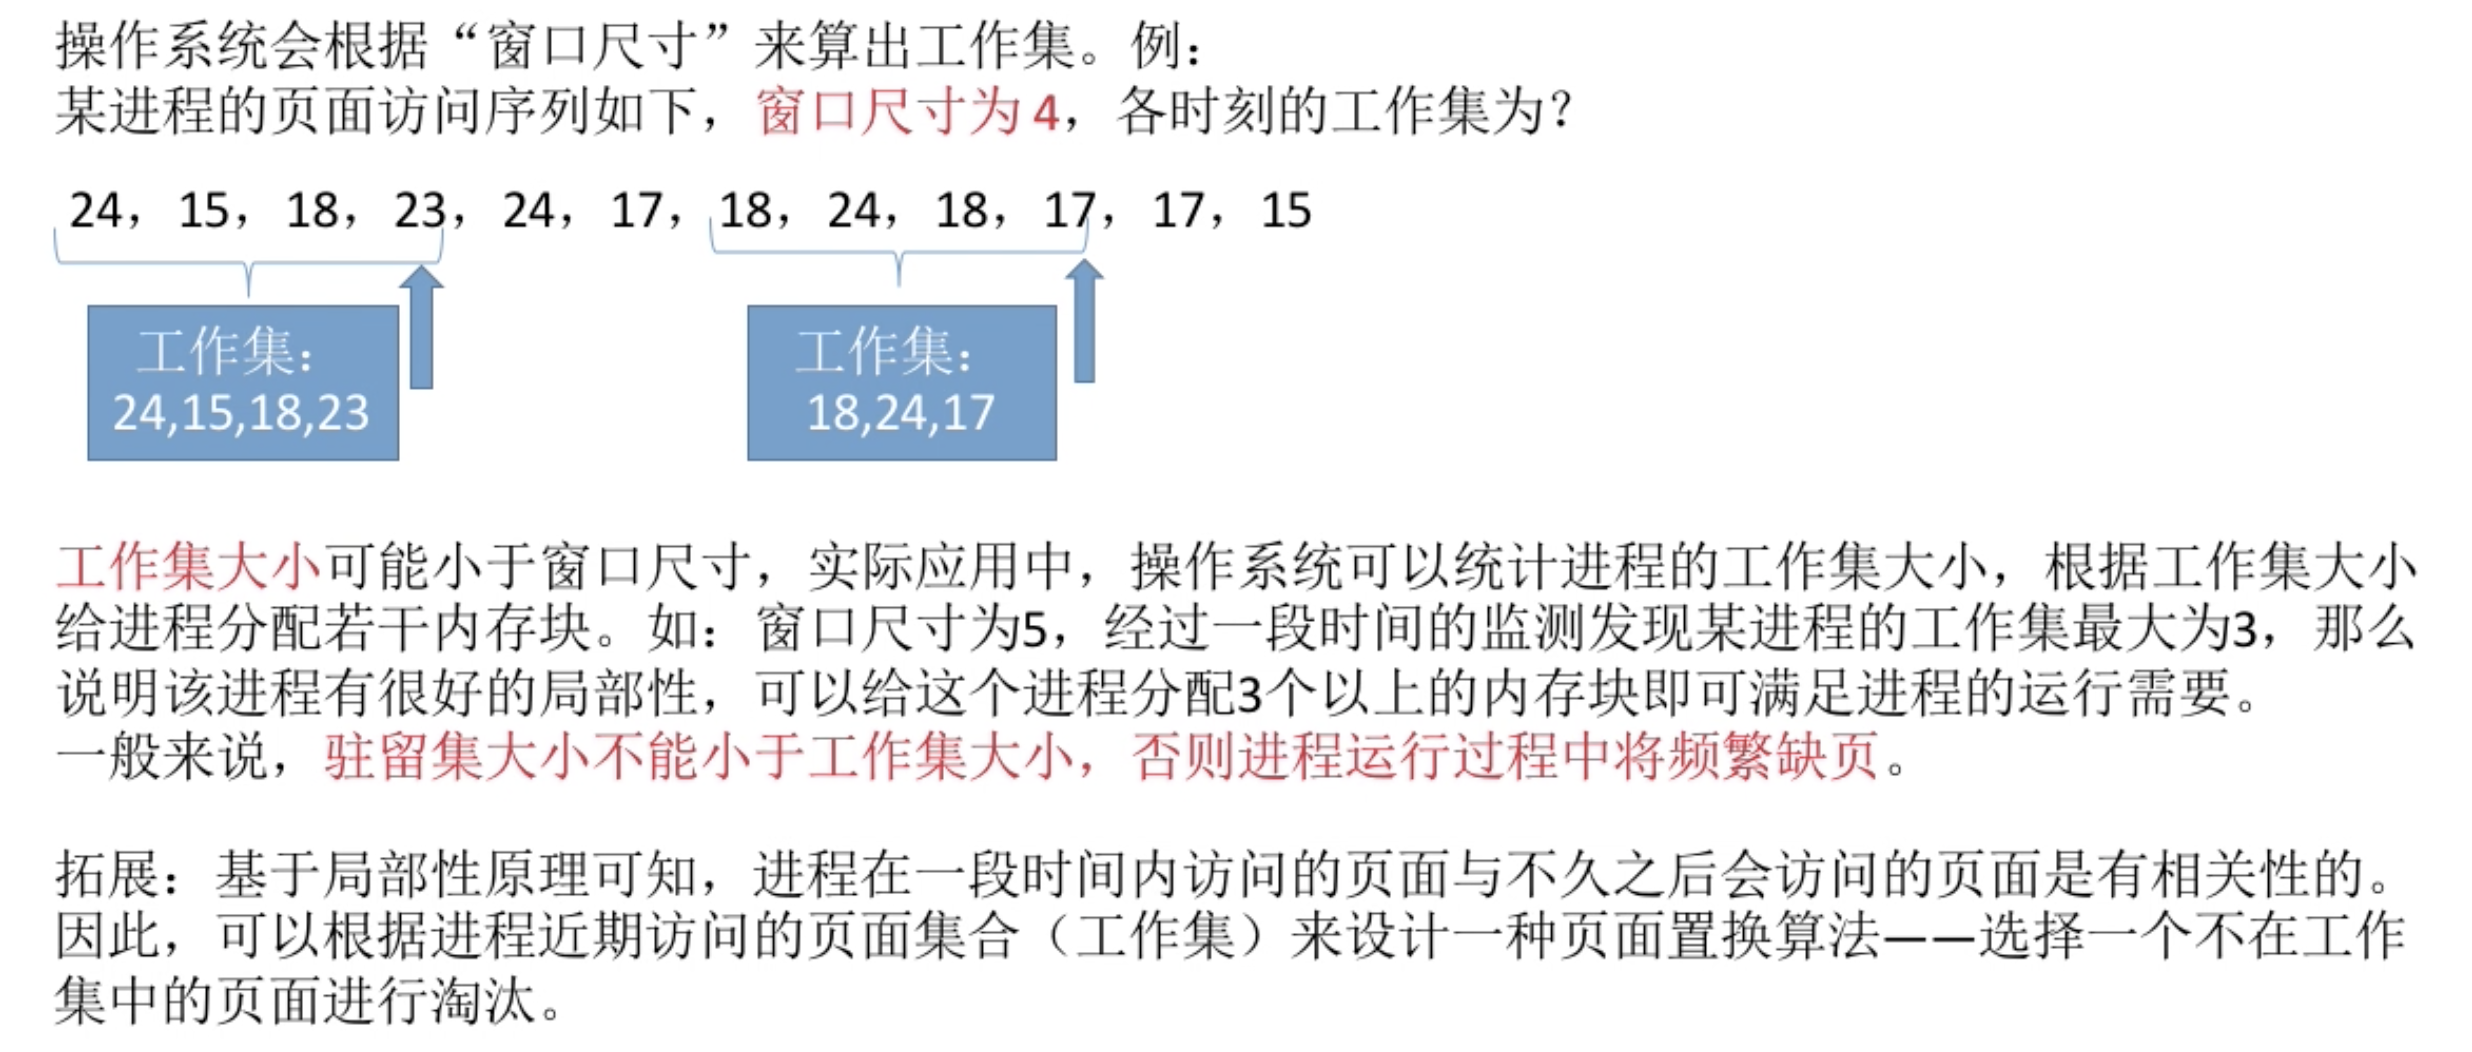 操作系统会根据“窗口尺寸”来算出工作集。例：
某进程的页面访问序列如下，窗口尺寸为 4，各时刻的工作集为？
24，15，18，23，24，17，18，24，18，17，17，15
工作集：
24,15,18,23
工作集：
18,24,17
工作集大小可能小于窗口尺寸，实际应用中，操作系统可以统计进程的工作集大小，根据工作集大小
给进程分配若干内存块。如：窗口尺寸为5，经过一段时间的监测发现某进程的工作集最大为3，那么
说明该进程有很好的局部性，可以给这个进程分配3个以上的内存块即可满足进程的运行需要。
一般来说，驻留集大小不能小于工作集大小，否则进程运行过程中将频繁缺页。
拓展：基于局部性原理可知，进程在一段时间内访问的页面与不久之后会访问的页面是有相关性的。
因此，可以根据进程近期访问的页面集合（工作集）来设计一种页面置换算法——选择一个不在工作
集中的页面进行淘汰。